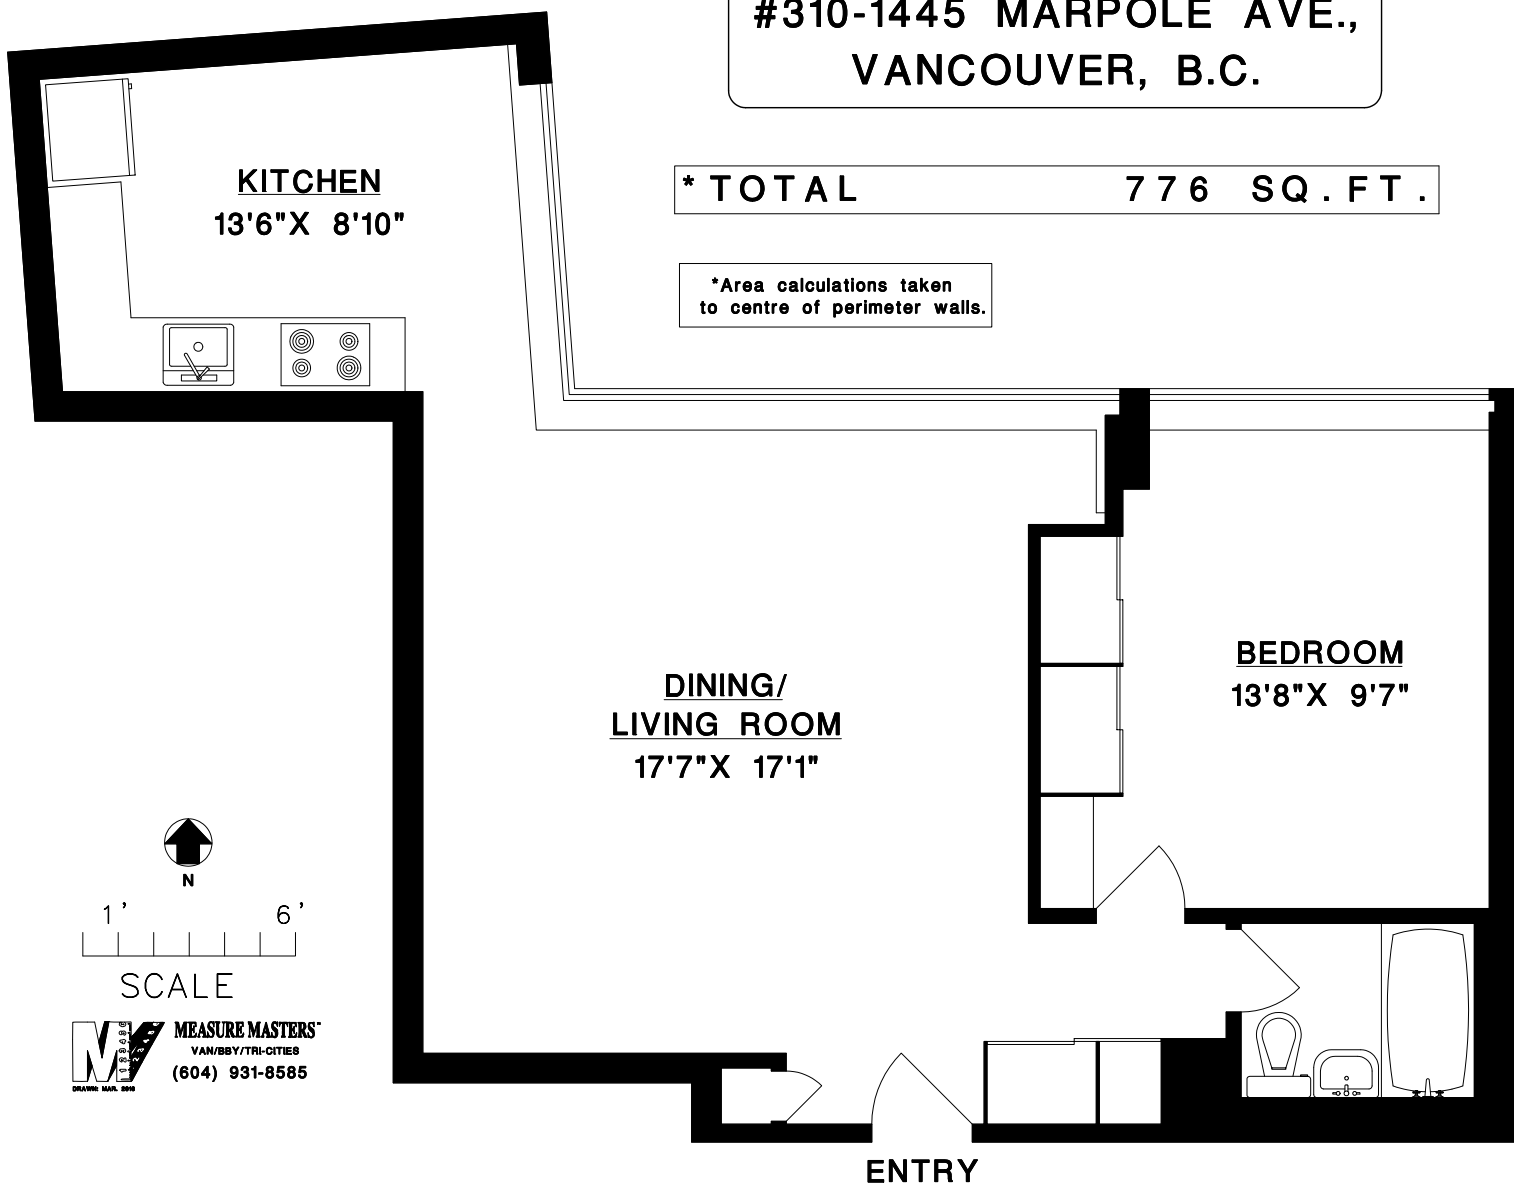 #310-1445 MARPOLE AVE.,
VANCOUVER, B.C.
* TOTAL 776 SQ.FT.
*Area calculations taken
to centre of perimeter walls.
KITCHEN
13'6"X 8'10"
DINING/
LIVING ROOM
17'7"X 17'1"
BEDROOM
13'8"X 9'7"
N
1' 6'
SCALE
MEASURE MASTERS
VAN/BBY/TRI-CITIES
(604) 931-8585
DRAWN: MAR.
ENTRY